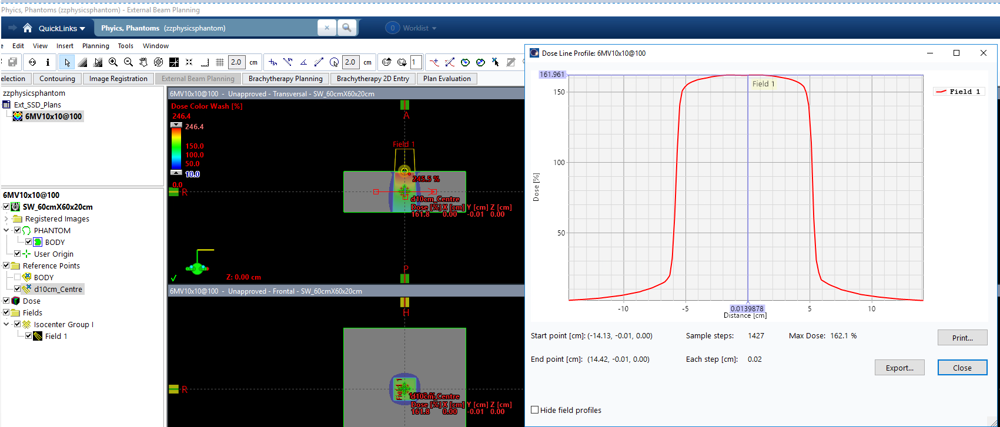 Phyics, Phantoms (zzphysicsphantom) - External Beam Planning
QuickLinks
Phyics, Phantoms (zzphysicsphantom)
0 Worklist
Edit View Insert Planning Tools Window
2.0 cm 2.0 cm 1
election Contouring Image Registration External Beam Planning Brachytherapy Planning Brachytherapy 2D Entry Plan Evaluation
zzphysicsphantom
Ext_SSD_Plans
6MV10x10@100
6MV10x10@100
SW_60cmX60x20cm
Registered Images
PHANTOM
BODY
User Origin
Reference Points
BODY
d10cm_Centre
Dose
Fields
Isocenter Group I
Field 1
6MV10x10@100 - Unapproved - Transversal - SW_60cmX60x20cm
Dose Color Wash [%]
246.4
246.4
150.0
100.0
50.0
10.0
0.0
A
Field 1
245.5 %
R
d10cm_Centre
Dose [%] X [cm] Y [cm] Z [cm]
161.8 0.00 -0.01 0.00
P
Z: 0.00 cm
6MV10x10@100 - Unapproved - Frontal - SW_60cmX60x20cm
H
R
Field 1
d10cm_Centre
Dose [%] X [cm] Y [cm] Z [cm]
161.8 0.00 -0.01 0.00
Dose Line Profile: 6MV10x10@100
161.961
150
100
50
Dose [%]
Field 1
Field 1
-10 -5 0.0139878 5 10
Distance [cm]
Start point [cm]: (-14.13, -0.01, 0.00) Sample steps: 1427 Max Dose: 162.1 %
End point [cm]: (14.42, -0.01, 0.00) Each step [cm]: 0.02
Print...
Export... Close
Hide field profiles